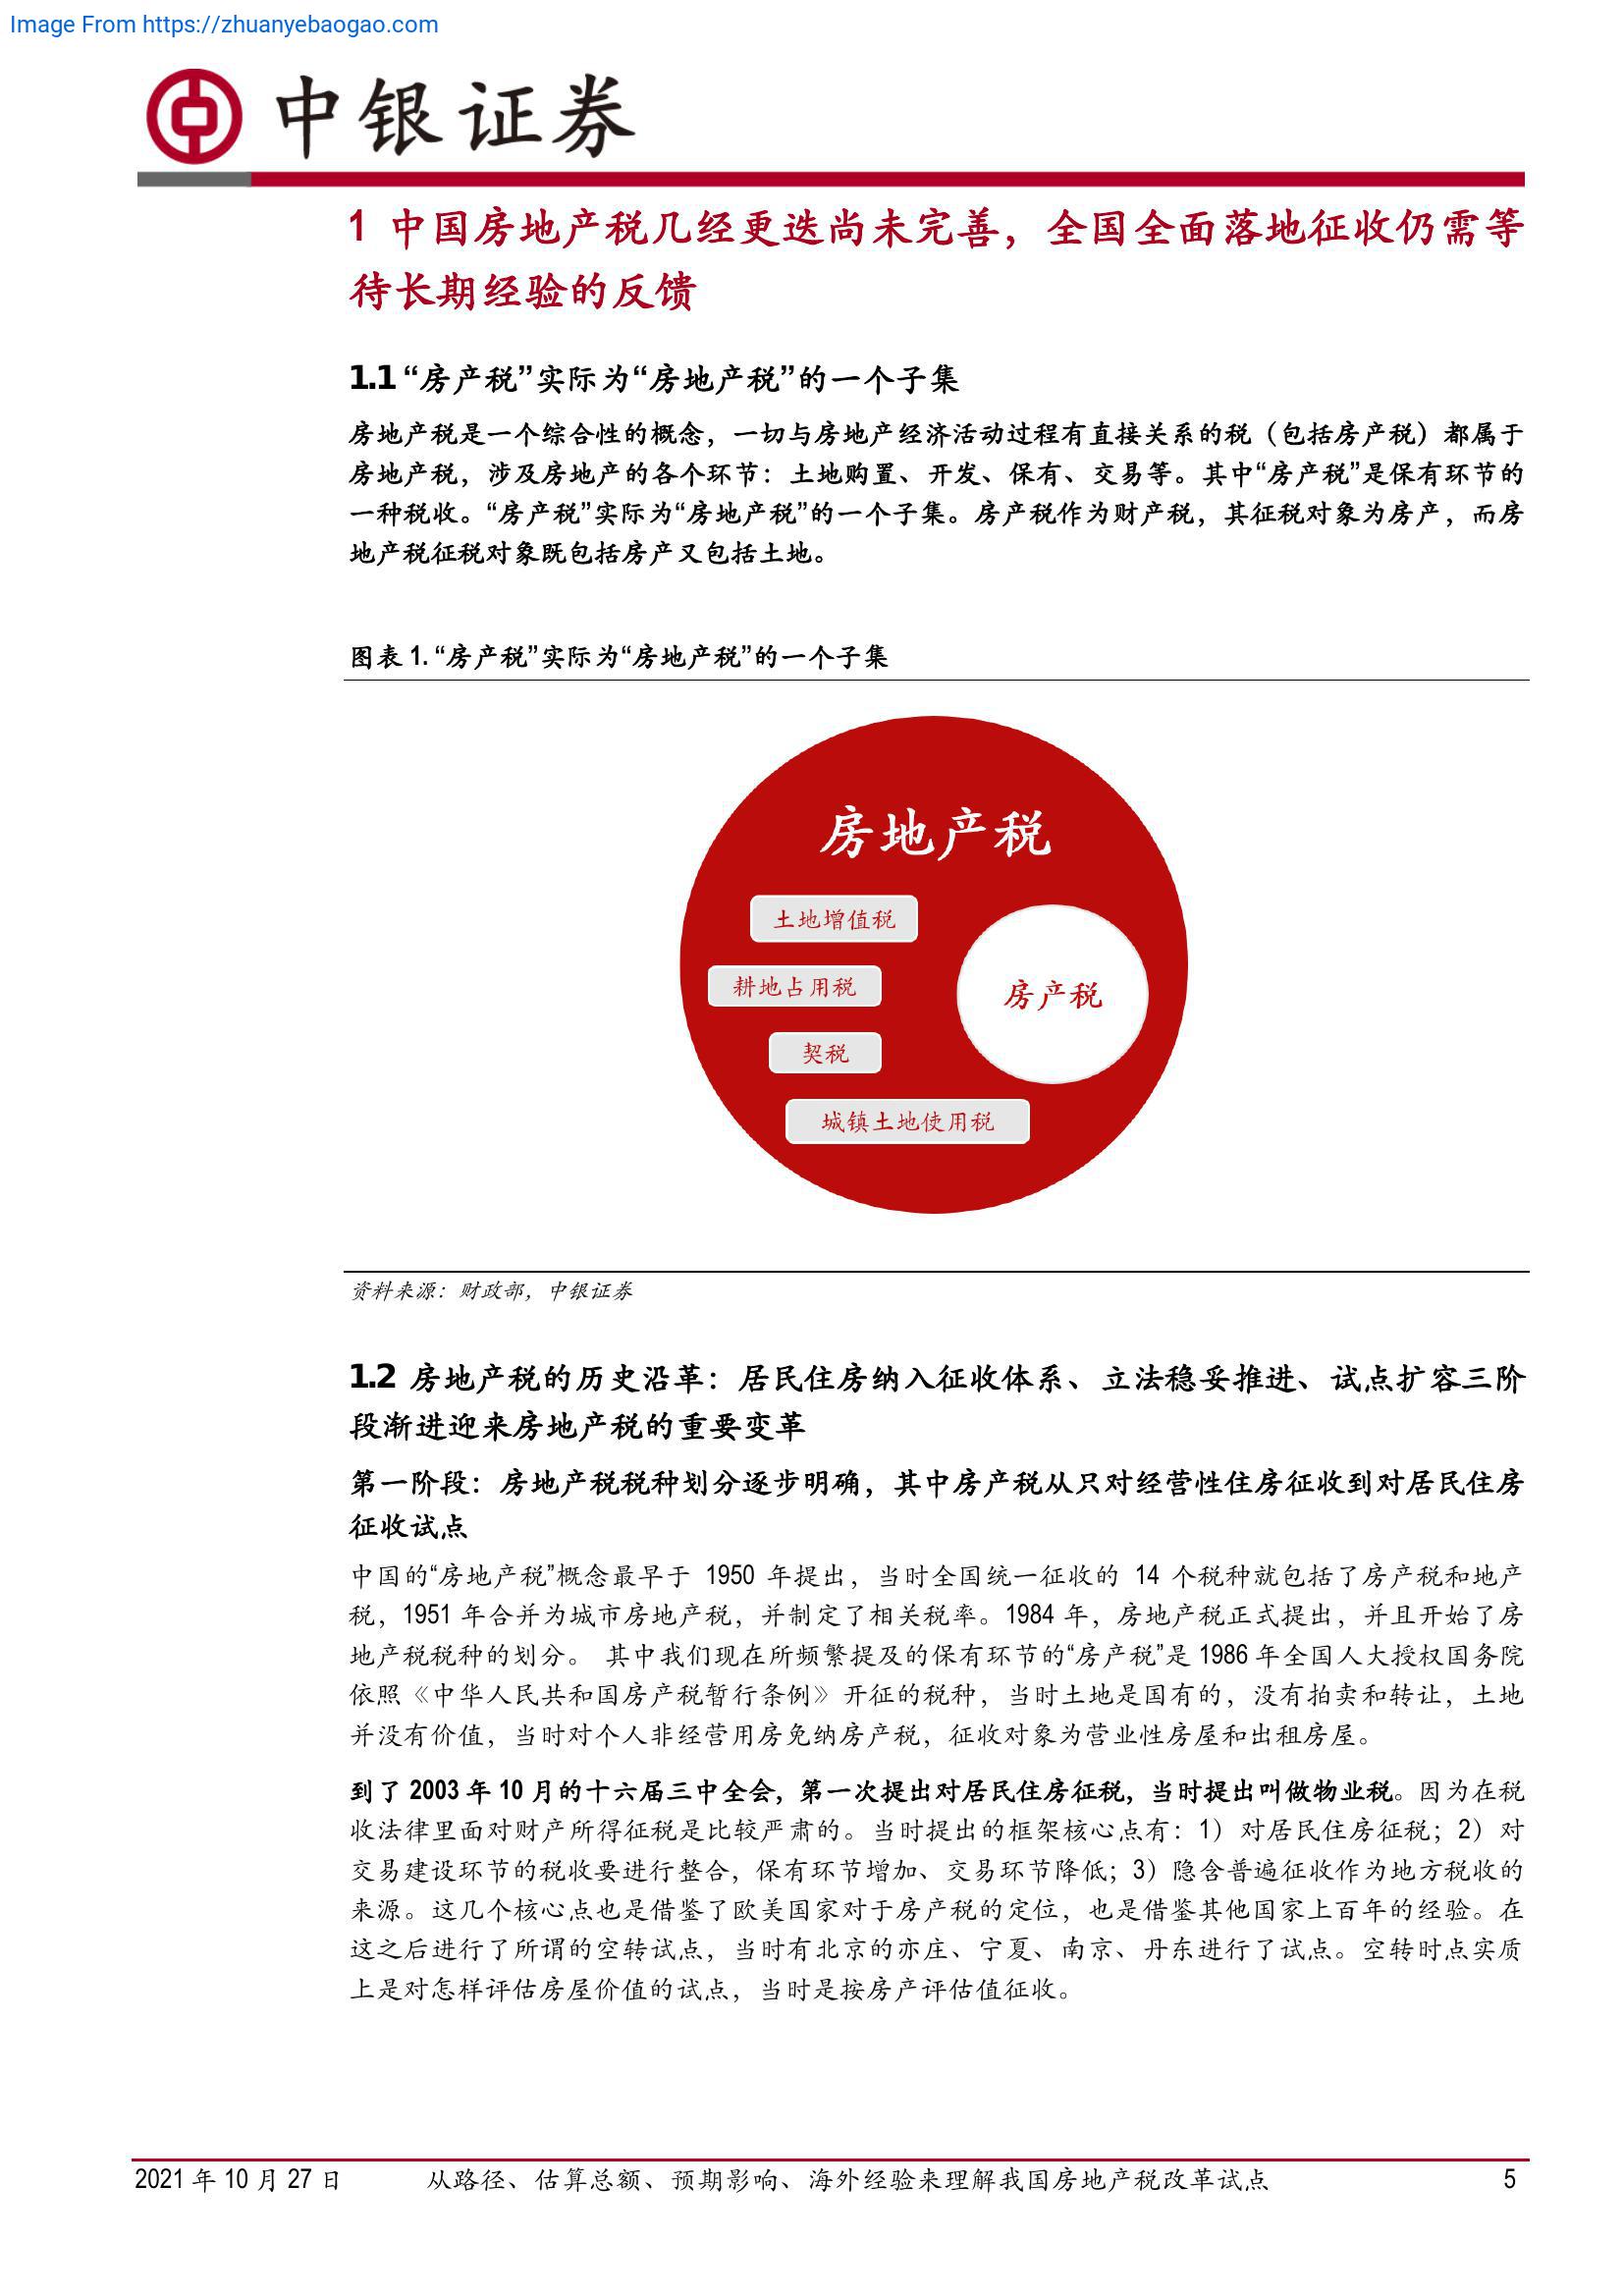 Image From https://zhuanyebaogao.com
中银证券
1 中国房地产税几经更迭尚未完善，全国全面落地征收仍需等
待长期经验的反馈
1.1 “房产税”实际为“房地产税”的一个子集
房地产税是一个综合性的概念，一切与房地产经济活动过程有直接关系的税（包括房产税）都属于
房地产税，涉及房地产的各个环节：土地购置、开发、保有、交易等。其中“房产税”是保有环节的
一种税收。“房产税”实际为“房地产税”的一个子集。房产税作为财产税，其征税对象为房产，而房
地产税征税对象既包括房产又包括土地。
图表 1. “房产税”实际为“房地产税”的一个子集
房地产税
土地增值税
耕地占用税
房产税
契税
城镇土地使用税
资料来源：财政部，中银证券
1.2 房地产税的历史沿革：居民住房纳入征收体系、立法稳妥推进、试点扩容三阶
段渐进迎来房地产税的重要变革
第一阶段：房地产税税种划分逐步明确，其中房产税从只对经营性住房征收到对居民住房
征收试点
中国的“房地产税”概念最早于 1950 年提出，当时全国统一征收的 14 个税种就包括了房产税和地产
税，1951 年合并为城市房地产税，并制定了相关税率。1984 年，房地产税正式提出，并且开始了房
地产税税种的划分。 其中我们现在所频繁提及的保有环节的“房产税”是 1986 年全国人大授权国务院
依照《中华人民共和国房产税暂行条例》开征的税种，当时土地是国有的，没有拍卖和转让，土地
并没有价值，当时对个人非经营用房免纳房产税，征收对象为营业性房屋和出租房屋。
到了 2003 年 10 月的十六届三中全会，第一次提出对居民住房征税，当时提出叫做物业税。因为在税
收法律里面对财产所得征税是比较严肃的。当时提出的框架核心点有：1）对居民住房征税；2）对
交易建设环节的税收要进行整合，保有环节增加、交易环节降低；3）隐含普遍征收作为地方税收的
来源。这几个核心点也是借鉴了欧美国家对于房产税的定位，也是借鉴其他国家上百年的经验。在
这之后进行了所谓的空转试点，当时有北京的亦庄、宁夏、南京、丹东进行了试点。空转时点实质
上是对怎样评估房屋价值的试点，当时是按房产评估值征收。
2021 年 10 月 27 日 从路径、估算总额、预期影响、海外经验来理解我国房地产税改革试点 5